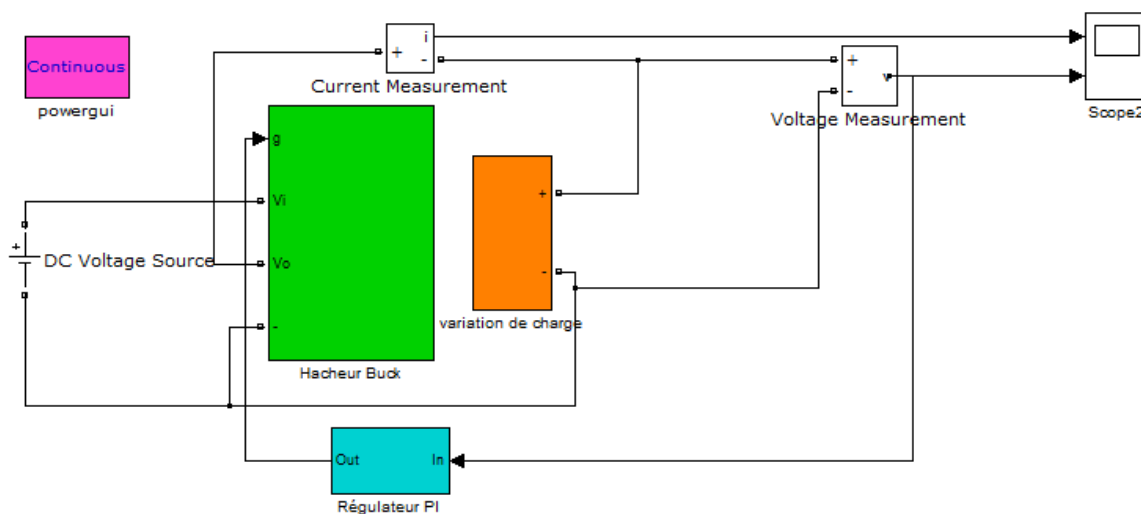 Continuous
powergui
i
+
-
Current Measurement
+
-
v
Voltage Measurement
Scope2
g
Vi
Vo
-
Hacheur Buck
+
-
variation de charge
+
DC Voltage Source
Out
In
Régulateur PI